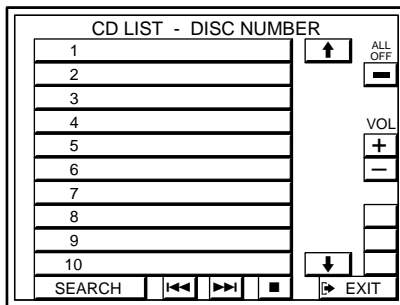 CD LIST - DISC NUMBER
1
ALL
OFF
2
3
4
VOL
5
+
6
−
7
8
9
10
SEARCH
EXIT